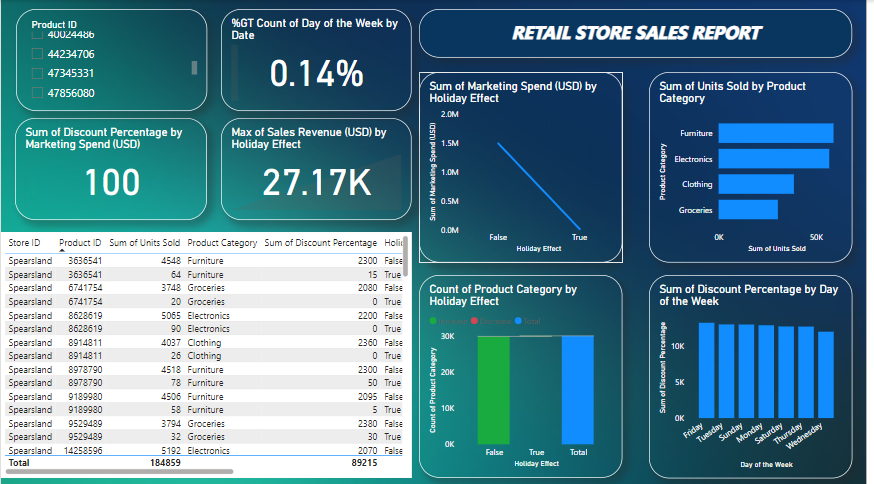 Product ID
40024486
44234706
47345331
47856080
%GT Count of Day of the Week by
Date
0.14%
RETAIL STORE SALES REPORT
Sum of Discount Percentage by
Marketing Spend (USD)
100
Max of Sales Revenue (USD) by
Holiday Effect
27.17K
Sum of Marketing Spend (USD) by
Holiday Effect
Sum of Marketing Spend (USD)
2.0M
1.5M
1.0M
0.5M
0.0M
False True
Holiday Effect
Sum of Units Sold by Product
Category
Product Category
Furniture
Electronics
Clothing
Groceries
0K 50K
Sum of Units Sold
Store ID Product ID Sum of Units Sold Product Category Sum of Discount Percentage Holid
Spearsland 3636541 4548 Furniture 2300 False
Spearsland 3636541 64 Furniture 15 True
Spearsland 6741754 3748 Groceries 2080 False
Spearsland 6741754 20 Groceries 0 True
Spearsland 8628619 5065 Electronics 2200 False
Spearsland 8628619 90 Electronics 0 True
Spearsland 8914811 4037 Clothing 2360 False
Spearsland 8914811 26 Clothing 0 True
Spearsland 8978790 4518 Furniture 2300 False
Spearsland 8978790 78 Furniture 50 True
Spearsland 9189980 4506 Furniture 2095 False
Spearsland 9189980 58 Furniture 5 True
Spearsland 9529489 3794 Groceries 2380 False
Spearsland 9529489 32 Groceries 30 True
Spearsland 14258596 5192 Electronics 2070 False
Total 184859 89215
Count of Product Category by
Holiday Effect
Total
Count of Product Category
30K
20K
10K
0K
False True Total
Holiday Effect
Sum of Discount Percentage by Day
of the Week
Sum of Discount Percentage
10K
5K
0K
Friday Tuesday Sunday Monday Saturday Thursday Wednesday
Day of the Week